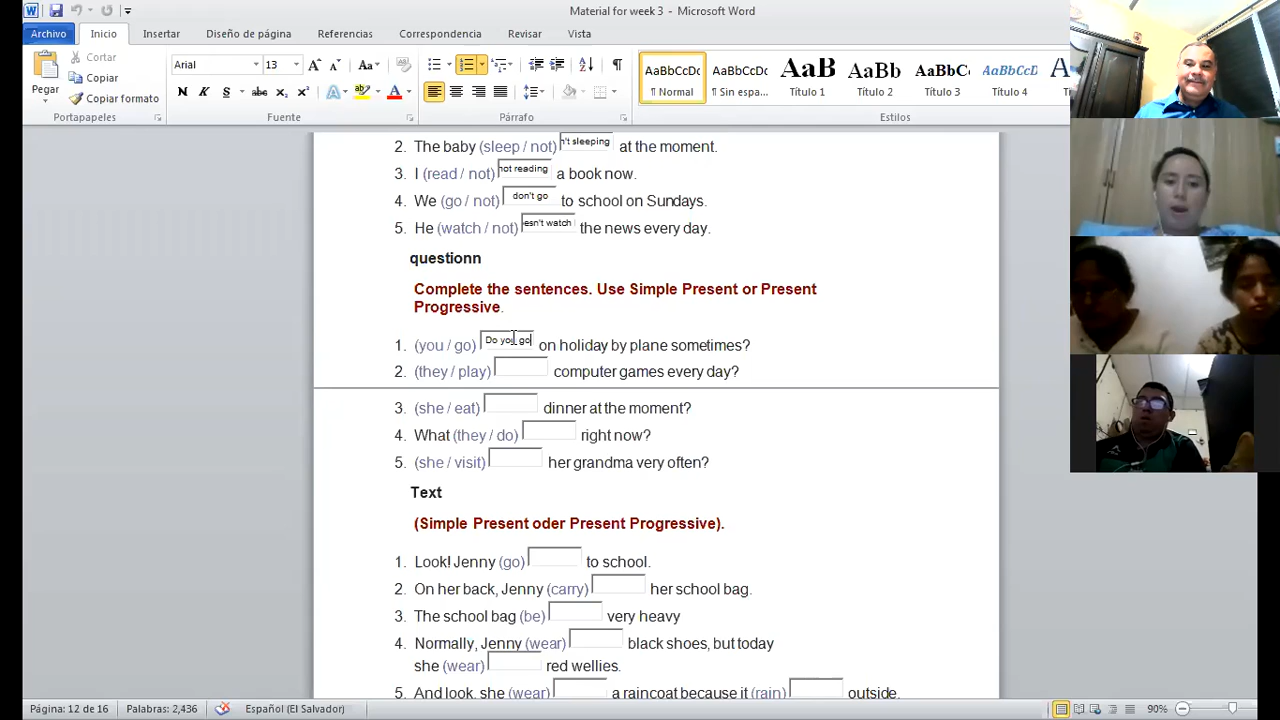 Material for week 3 - Microsoft Word
Archivo Inicio Insertar Diseño de página Referencias Correspondencia Revisar Vista
Cortar
Copiar
Copiar formato
Pegar
Arial 13
N K S abc x₂ x²
AaBbCcDc AaBbCcDc AaB AaBb AaBbC AaBbCcD
¶ Normal ¶ Sin espa... Título 1 Título 2 Título 3 Título 4
Portapapeles Fuente Párrafo Estilos
2. The baby (sleep / not) n't sleeping at the moment.
3. I (read / not) not reading a book now.
4. We (go / not) don't go to school on Sundays.
5. He (watch / not) esn't watch the news every day.
questionn
Complete the sentences. Use Simple Present or Present
Progressive.
1. (you / go) Do you go on holiday by plane sometimes?
2. (they / play) computer games every day?
3. (she / eat) dinner at the moment?
4. What (they / do) right now?
5. (she / visit) her grandma very often?
Text
(Simple Present oder Present Progressive).
1. Look! Jenny (go) to school.
2. On her back, Jenny (carry) her school bag.
3. The school bag (be) very heavy
4. Normally, Jenny (wear) black shoes, but today
she (wear) red wellies.
5. And look, she (wear) a raincoat because it (rain) outside.
Página: 12 de 16 Palabras: 2,436 Español (El Salvador) 90%